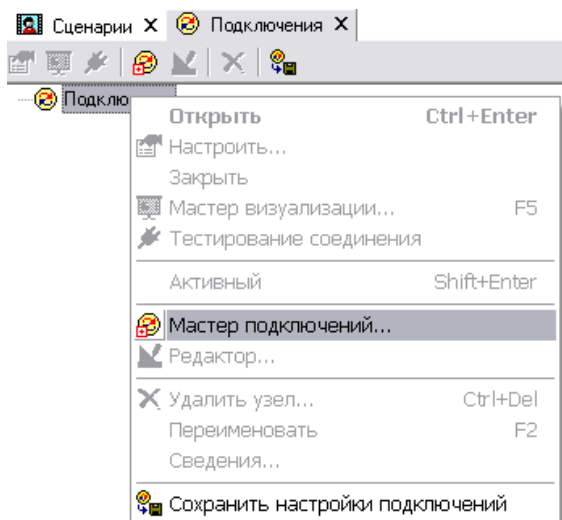 Сценарии X Подключения X
Подклю
Открыть Ctrl+Enter
Настроить...
Закрыть
Мастер визуализации... F5
Тестирование соединения
Активный Shift+Enter
Мастер подключений...
Редактор...
Удалить узел... Ctrl+Del
Переименовать F2
Сведения...
Сохранить настройки подключений